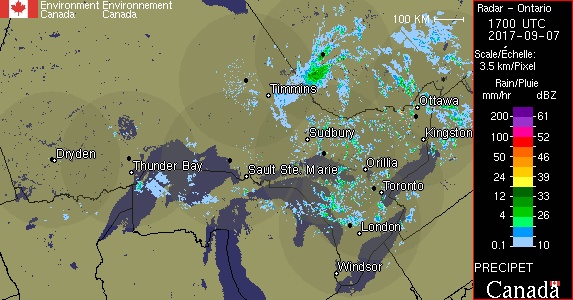 Environment Environnement
Canada Canada
100 KM
Timmins
Ottawa
Sudbury
Kingston
Dryden
Thunder Bay
Sault Ste. Marie
Orillia
Toronto
London
Windsor
Radar - Ontario
1700 UTC
2017-09-07
Scale/Échelle:
3.5 km/Pixel
Rain/Pluie
mm/hr dBZ
200 61
100 52
50 46
24 39
12 33
4 26
0.1 10
PRECIPET
Canada